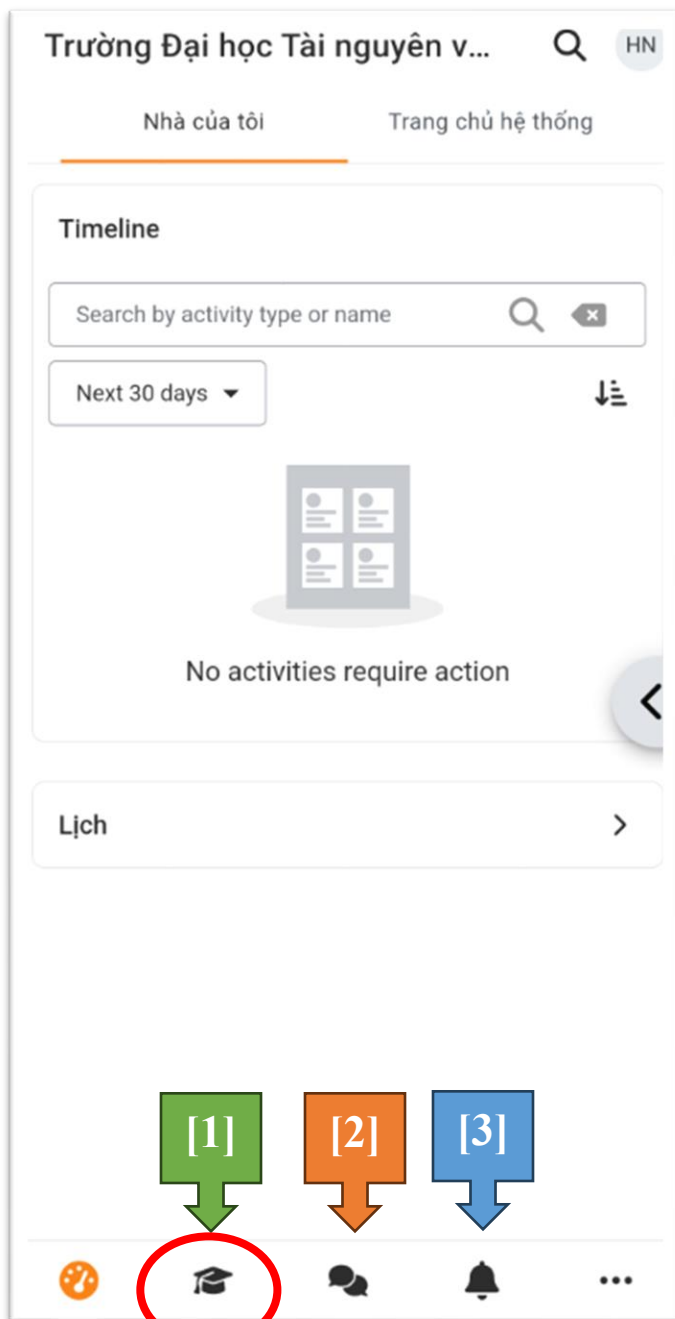 Trường Đại học Tài nguyên v...
HN
Nhà của tôi
Trang chủ hệ thống
Timeline
Search by activity type or name
Next 30 days
No activities require action
Lịch
[1]
[2]
[3]